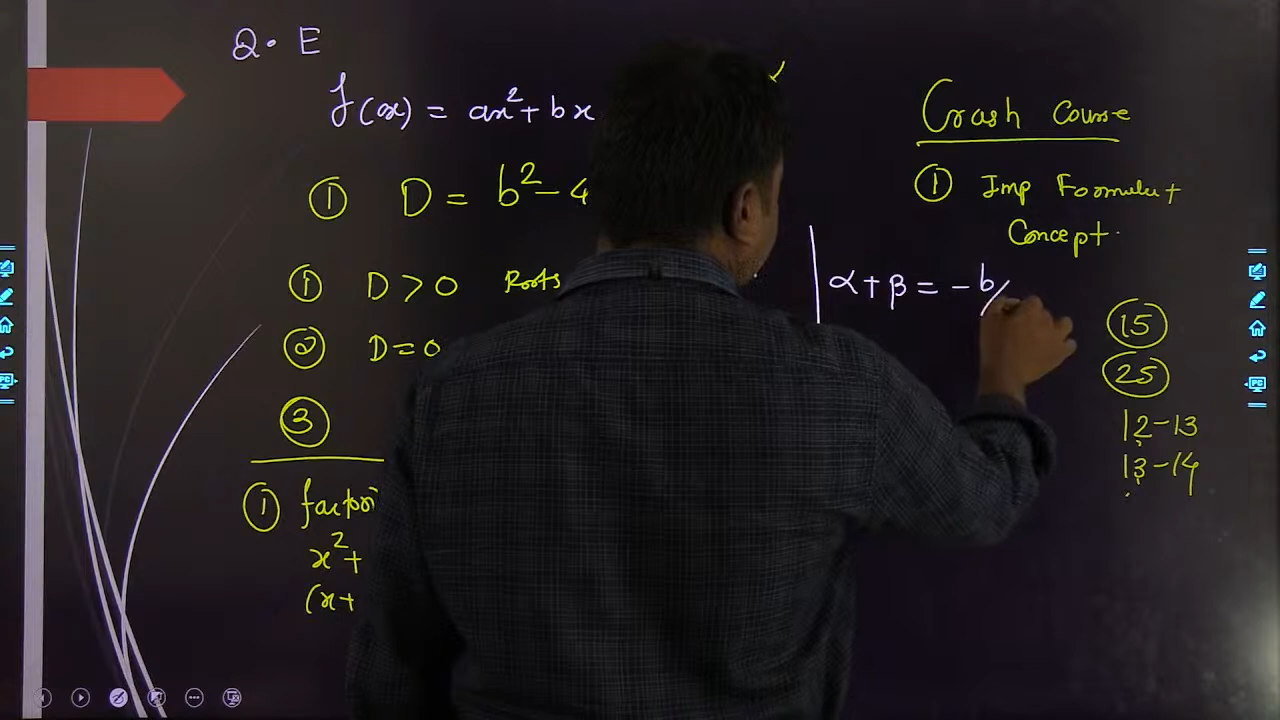 Q. E
f(x) = ax²+ bx
① D = b²- 4
① D > 0 Roots
② D = 0
③
① factori
x²+
(x+
α + β = - b/
Crash Course
① Imp Formula +
Concept.
15
25
12-13
13-14